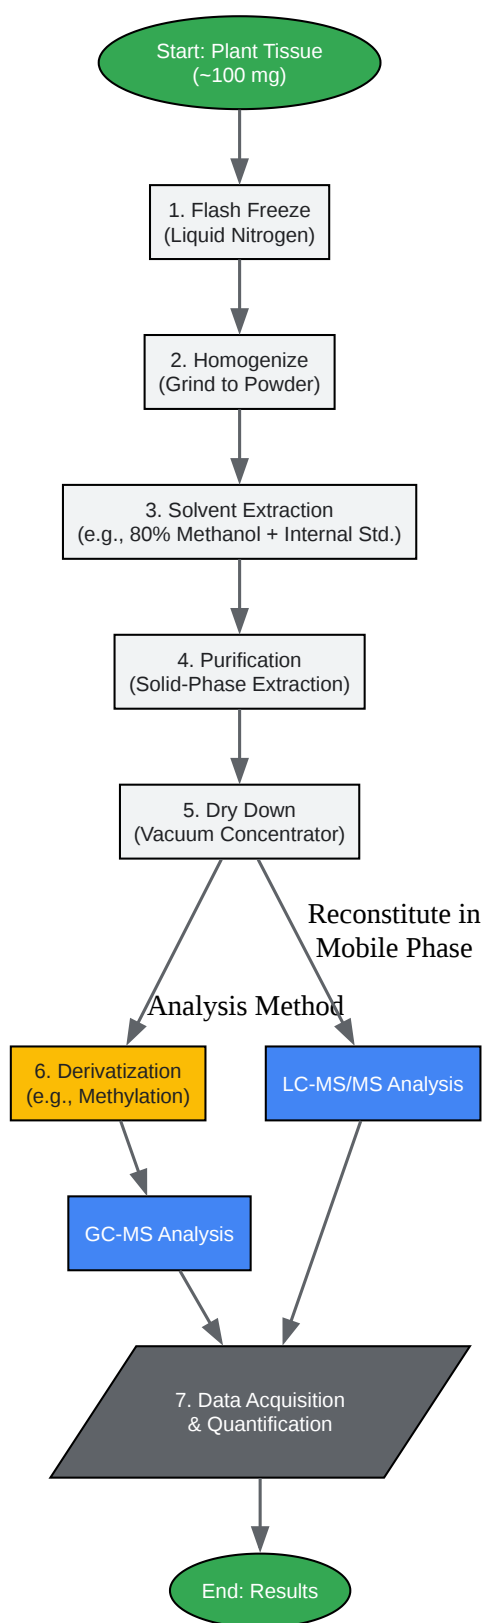 Start: Plant Tissue
(~100 mg)
1. Flash Freeze
(Liquid Nitrogen)
2. Homogenize
(Grind to Powder)
3. Solvent Extraction
(e.g., 80% Methanol + Internal Std.)
4. Purification
(Solid-Phase Extraction)
5. Dry Down
(Vacuum Concentrator)
Reconstitute in
Mobile Phase
Analysis Method
6. Derivatization
(e.g., Methylation)
LC-MS/MS Analysis
GC-MS Analysis
7. Data Acquisition
& Quantification
End: Results